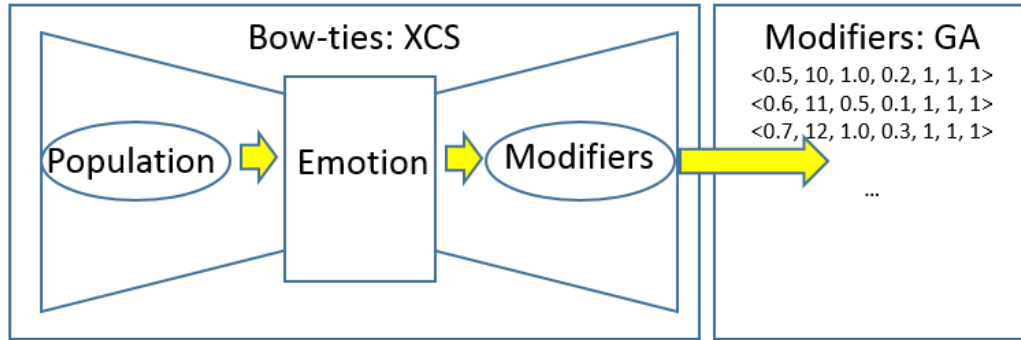 Bow-ties: XCS
Population
Emotion
Modifiers
Modifiers: GA
<0.5, 10, 1.0, 0.2, 1, 1, 1>
<0.6, 11, 0.5, 0.1, 1, 1, 1>
<0.7, 12, 1.0, 0.3, 1, 1, 1>
...